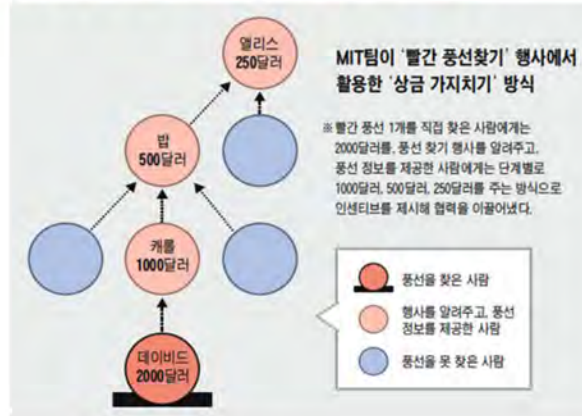 앨리스
250달러
MIT팀이 '빨간 풍선찾기' 행사에서
활용한 '상금 가지치기' 방식
※ 빨간 풍선 1개를 직접 찾은 사람에게는
2000달러를, 풍선 찾기 행사를 알려주고,
풍선 정보를 제공한 사람에게는 단계별로
1000달러, 500달러, 250달러를 주는 방식으로
인센티브를 제시해 협력을 이끌어냈다.
밥
500달러
캐롤
1000달러
데이비드
2000달러
풍선을 찾은 사람
행사를 알려주고, 풍선
정보를 제공한 사람
풍선을 못 찾은 사람